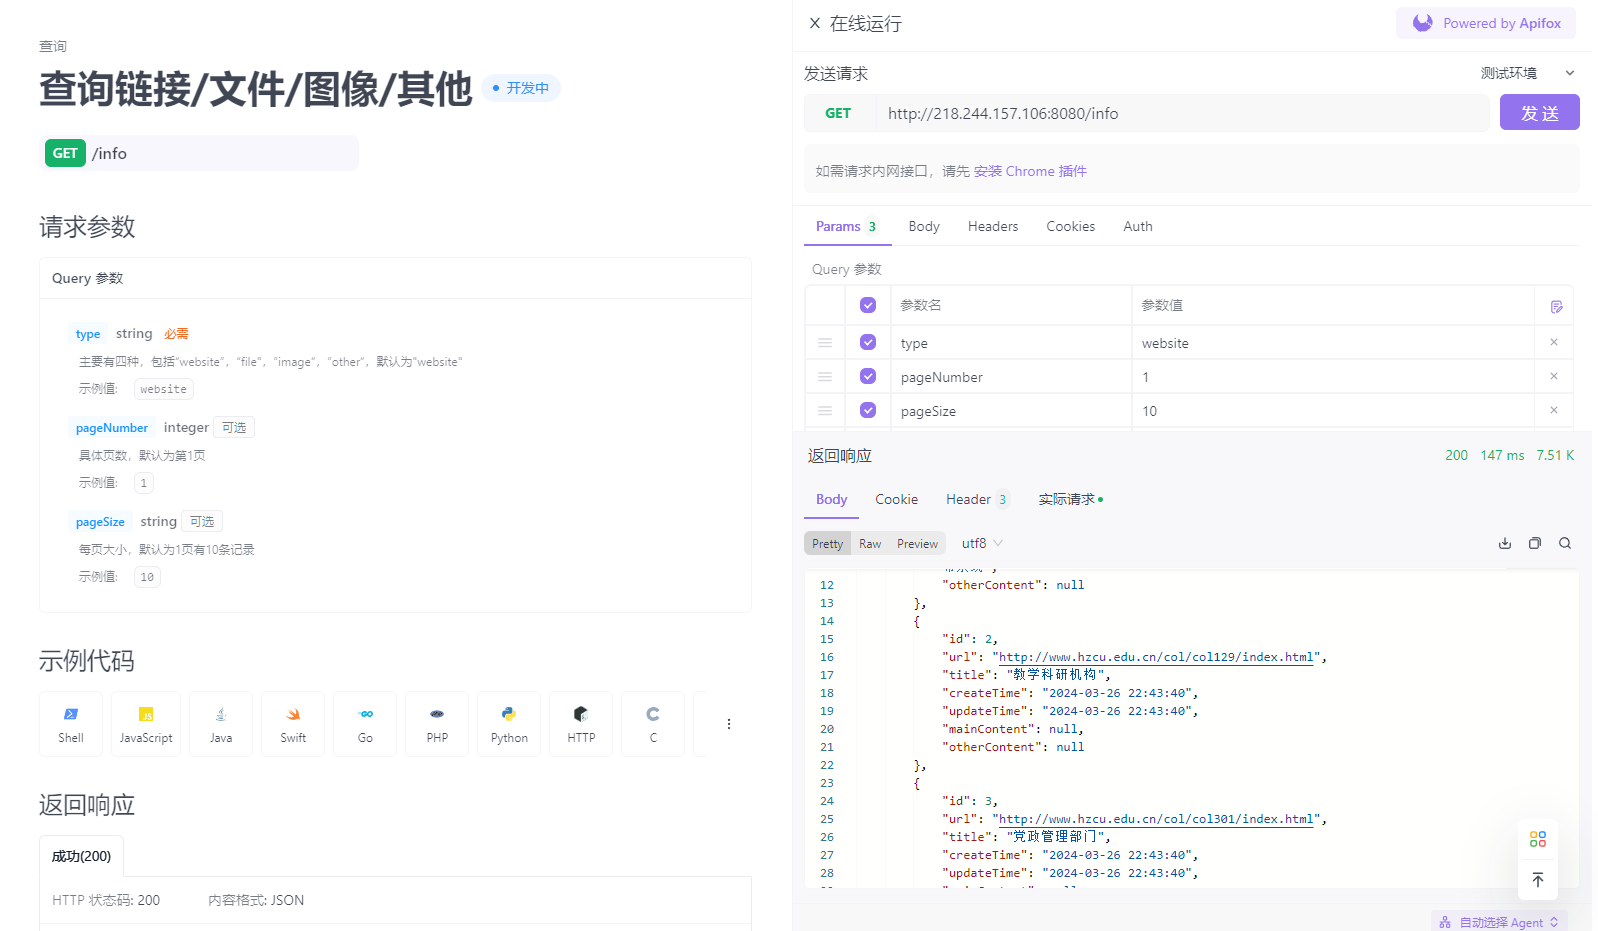 查询
查询链接/文件/图像/其他 开发中
GET /info
请求参数
Query 参数
type string 必需
主要有四种，包括"website"，"file"，"image"，"other"，默认为"website"
示例值: website
pageNumber integer 可选
具体页数，默认为第1页
示例值: 1
pageSize string 可选
每页大小，默认为1页有10条记录
示例值: 10
示例代码
Shell JavaScript Java Swift Go PHP Python HTTP C
返回响应
成功(200)
HTTP 状态码: 200 内容格式: JSON
X 在线运行 Powered by Apifox
发送请求 测试环境
GET http://218.244.157.106:8080/info 发 送
如需请求内网接口，请先 安装 Chrome 插件
Params 3 Body Headers Cookies Auth
Query 参数
参数名 参数值
type website
pageNumber 1
pageSize 10
返回响应 200 147 ms 7.51 K
Body Cookie Header 3 实际请求
Pretty Raw Preview utf8
12 "otherContent": null
13 },
14 {
15 "id": 2,
16 "url": "http://www.hzcu.edu.cn/col/col129/index.html",
17 "title": "教学科研机构",
18 "createTime": "2024-03-26 22:43:40",
19 "updateTime": "2024-03-26 22:43:40",
20 "mainContent": null,
21 "otherContent": null
22 },
23 {
24 "id": 3,
25 "url": "http://www.hzcu.edu.cn/col/col301/index.html",
26 "title": "党政管理部门",
27 "createTime": "2024-03-26 22:43:40",
28 "updateTime": "2024-03-26 22:43:40",
自动选择 Agent